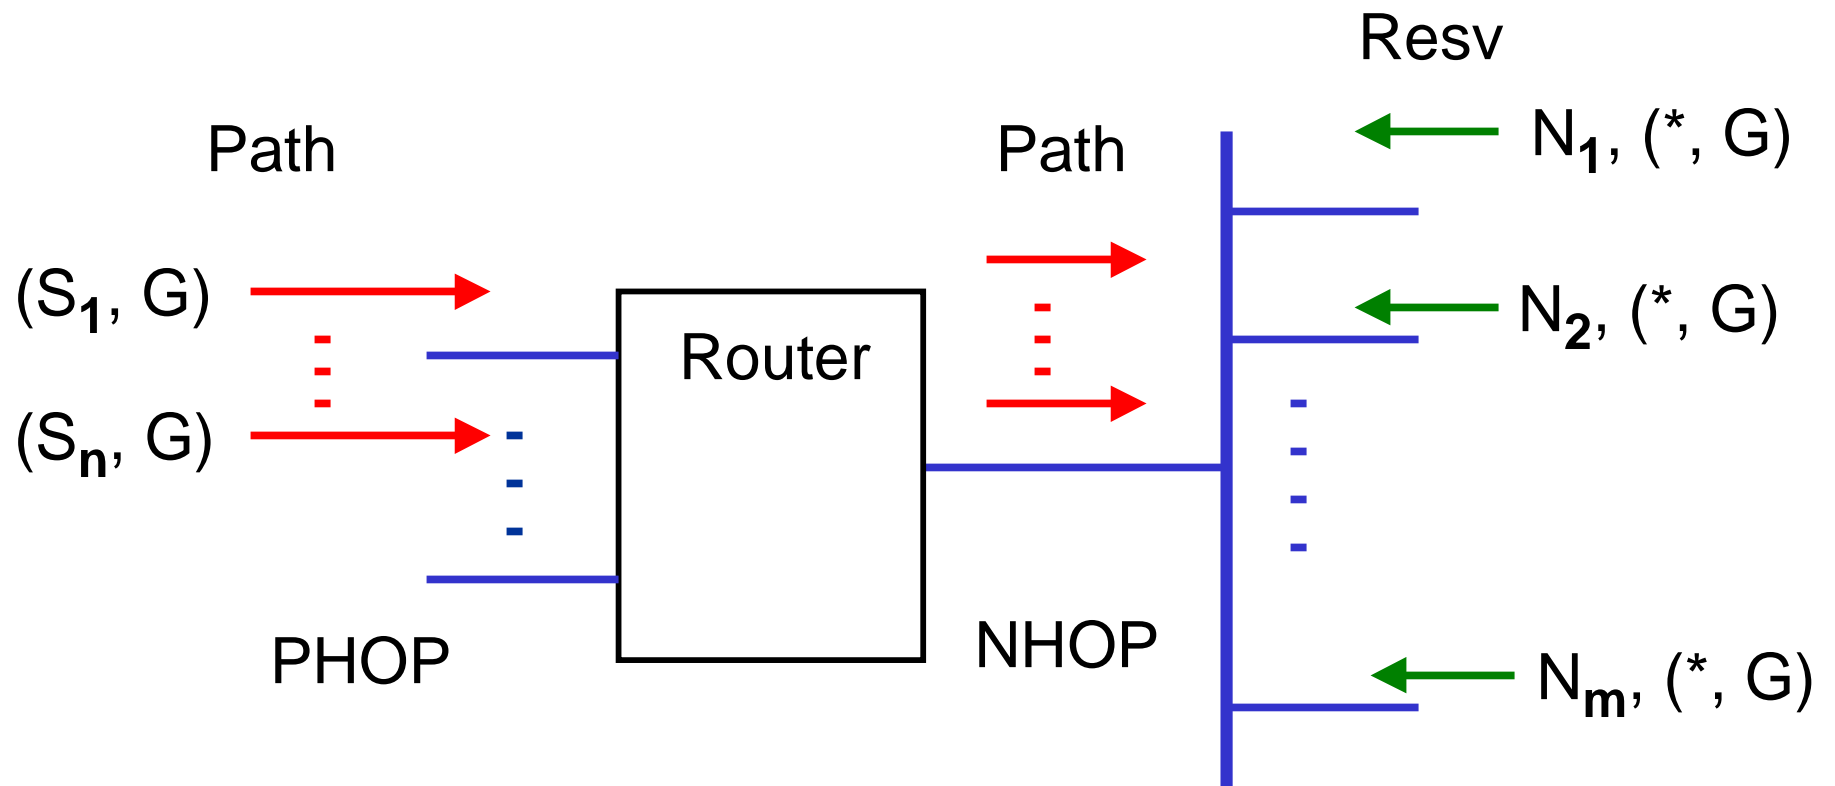 Resv
Path
Path
N1, (*, G)
(S1, G)
N2, (*, G)
Router
(Sn, G)
PHOP
NHOP
Nm, (*, G)